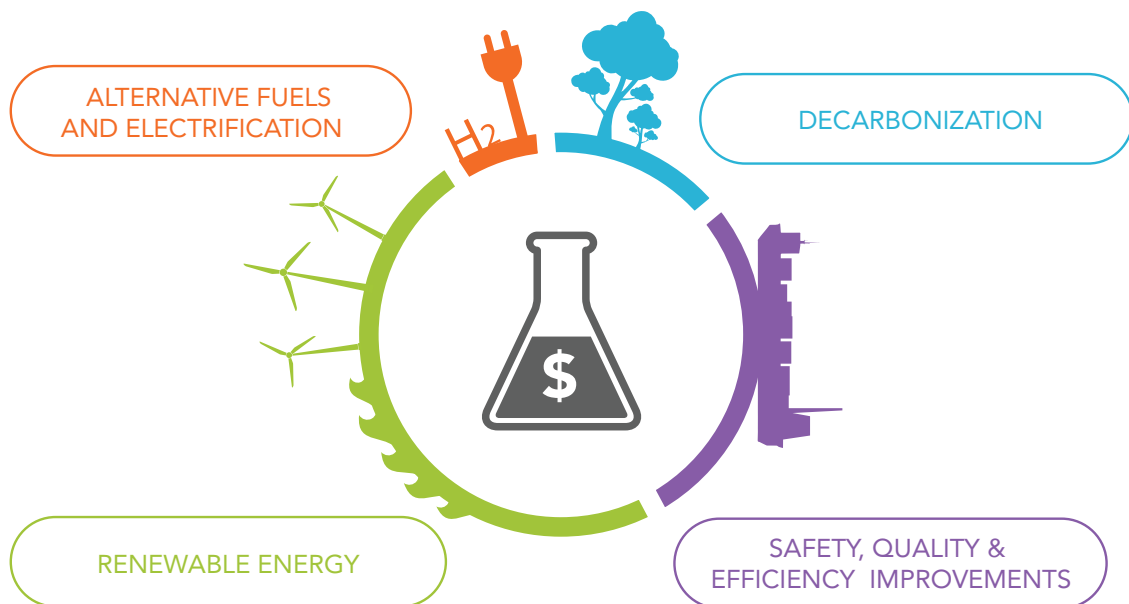 ALTERNATIVE FUELS
AND ELECTRIFICATION
H2
DECARBONIZATION
$
RENEWABLE ENERGY
SAFETY, QUALITY &
EFFICIENCY IMPROVEMENTS